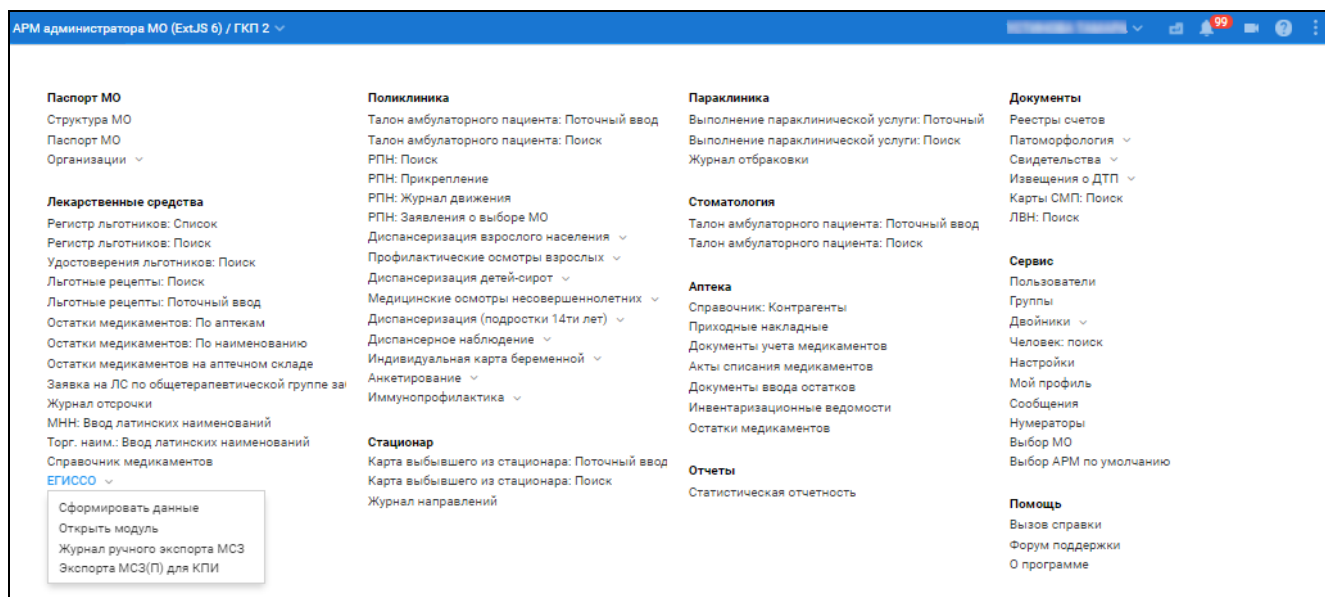 АРМ администратора МО (ExtJS 6) / ГКП 2
99
Паспорт МО
Структура МО
Паспорт МО
Организации
Лекарственные средства
Регистр льготников: Список
Регистр льготников: Поиск
Удостоверения льготников: Поиск
Льготные рецепты: Поиск
Льготные рецепты: Поточный ввод
Остатки медикаментов: По аптекам
Остатки медикаментов: По наименованию
Остатки медикаментов на аптечном складе
Заявка на ЛС по общетерапевтической группе за
Журнал отсрочки
МНН: Ввод латинских наименований
Торг. наим.: Ввод латинских наименований
Справочник медикаментов
ЕГИССО
Сформировать данные
Открыть модуль
Журнал ручного экспорта МСЗ
Экспорта МСЗ(П) для КПИ
Поликлиника
Талон амбулаторного пациента: Поточный ввод
Талон амбулаторного пациента: Поиск
РПН: Поиск
РПН: Прикрепление
РПН: Журнал движения
РПН: Заявления о выборе МО
Диспансеризация взрослого населения
Профилактические осмотры взрослых
Диспансеризация детей-сирот
Медицинские осмотры несовершеннолетних
Диспансеризация (подростки 14ти лет)
Диспансерное наблюдение
Индивидуальная карта беременной
Анкетирование
Иммунопрофилактика
Стационар
Карта выбывшего из стационара: Поточный ввод
Карта выбывшего из стационара: Поиск
Журнал направлений
Параклиника
Выполнение параклинической услуги: Поточный
Выполнение параклинической услуги: Поиск
Журнал отбраковки
Стоматология
Талон амбулаторного пациента: Поточный ввод
Талон амбулаторного пациента: Поиск
Аптека
Справочник: Контрагенты
Приходные накладные
Документы учета медикаментов
Акты списания медикаментов
Документы ввода остатков
Инвентаризационные ведомости
Остатки медикаментов
Отчеты
Статистическая отчетность
Документы
Реестры счетов
Патоморфология
Свидетельства
Извещения о ДТП
Карты СМП: Поиск
ЛВН: Поиск
Сервис
Пользователи
Группы
Двойники
Человек: поиск
Настройки
Мой профиль
Сообщения
Нумераторы
Выбор МО
Выбор АРМ по умолчанию
Помощь
Вызов справки
Форум поддержки
О программе